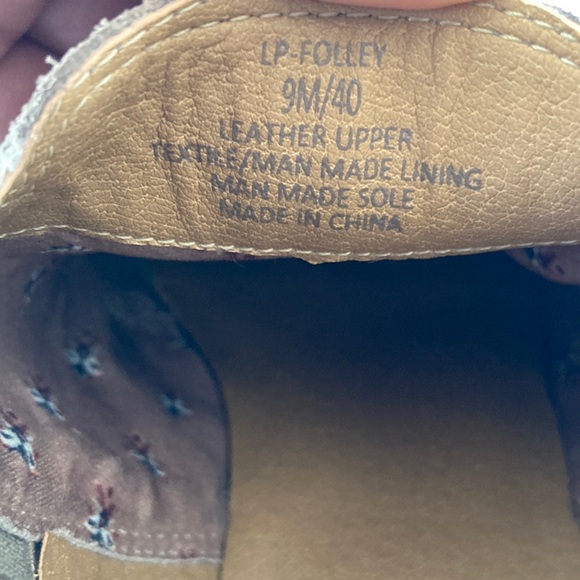 LP-FOLLEY
9M/40
LEATHER UPPER
TEXTILE/MAN MADE LINING
MAN MADE SOLE
MADE IN CHINA